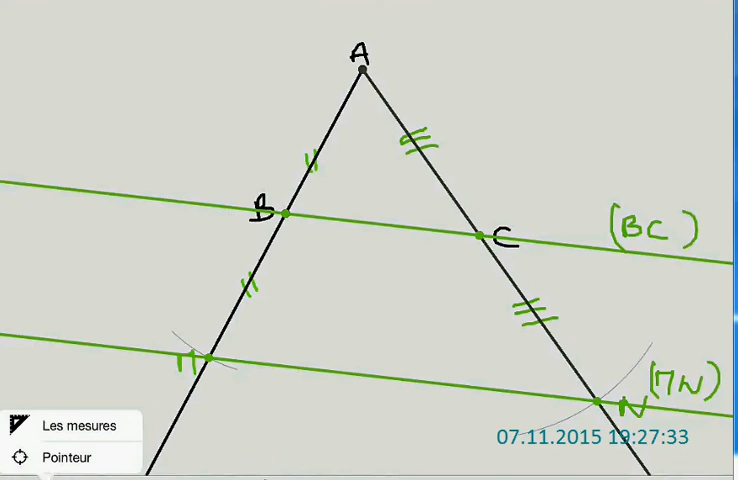 A
B
C
(BC)
M
(MN)
N
Les mesures
07.11.2015 19:27:33
Pointeur